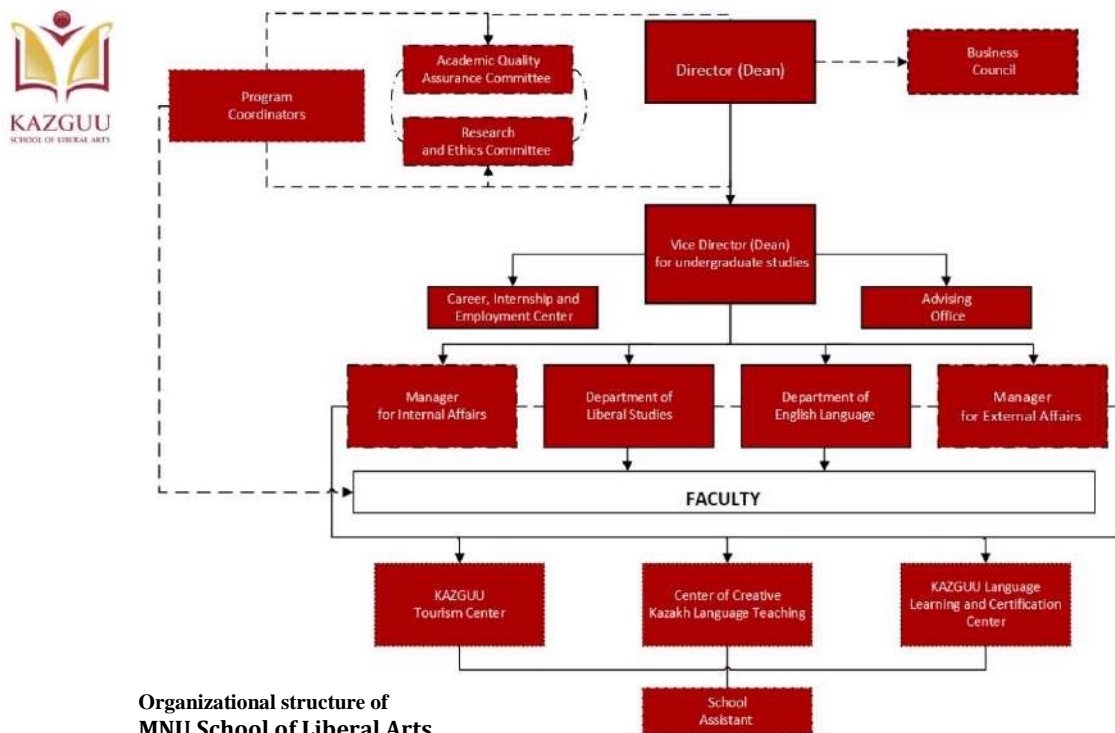 KAZGUU
SCHOOL OF LIBERAL ARTS
Program
Coordinators
Academic Quality
Assurance Committee
Research
and Ethics Committee
Director (Dean)
Business
Council
Vice Director (Dean)
for undergraduate studies
Career, Internship and
Employment Center
Advising
Office
Manager
for Internal Affairs
Department of
Liberal Studies
Department of
English Language
Manager
for External Affairs
FACULTY
KAZGUU
Tourism Center
Center of Creative
Kazakh Language Teaching
KAZGUU Language
Learning and Certification
Center
School
Assistant
Organizational structure of
MNU School of Liberal Arts